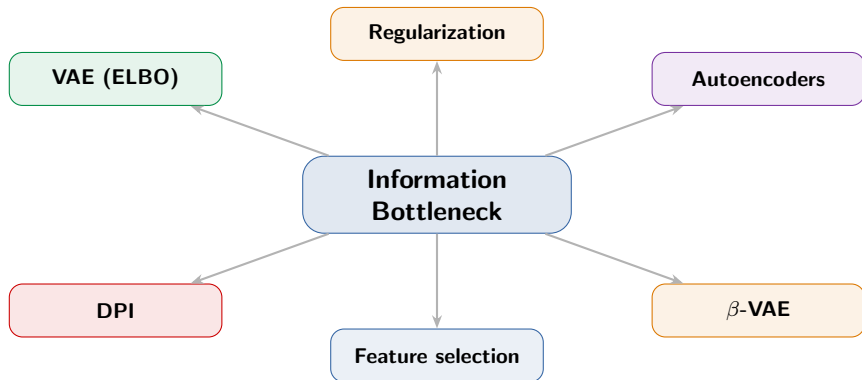 Regularization
VAE (ELBO)
Autoencoders
Information
Bottleneck
DPI
β-VAE
Feature selection